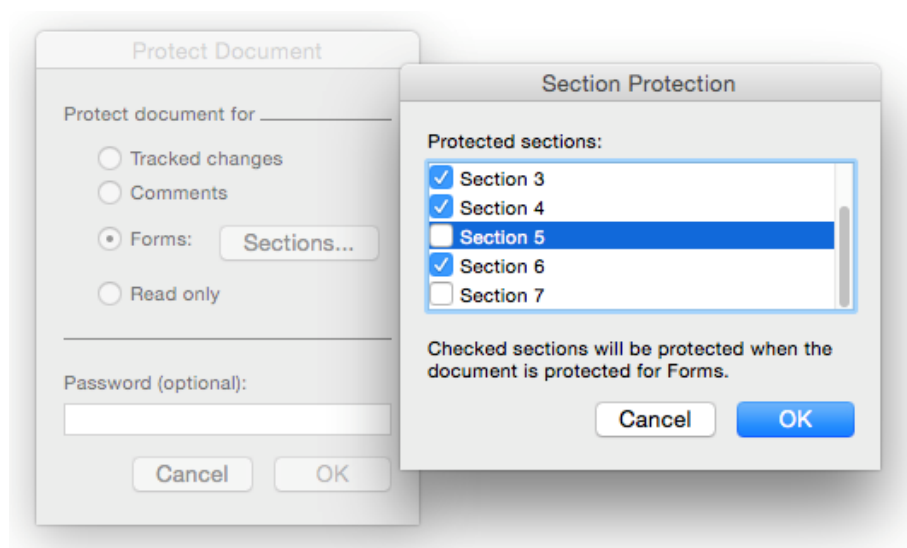 Protect Document
Protect document for
Tracked changes
Comments
Forms: Sections...
Read only
Password (optional):
Cancel OK
Section Protection
Protected sections:
Section 3
Section 4
Section 5
Section 6
Section 7
Checked sections will be protected when the
document is protected for Forms.
Cancel OK